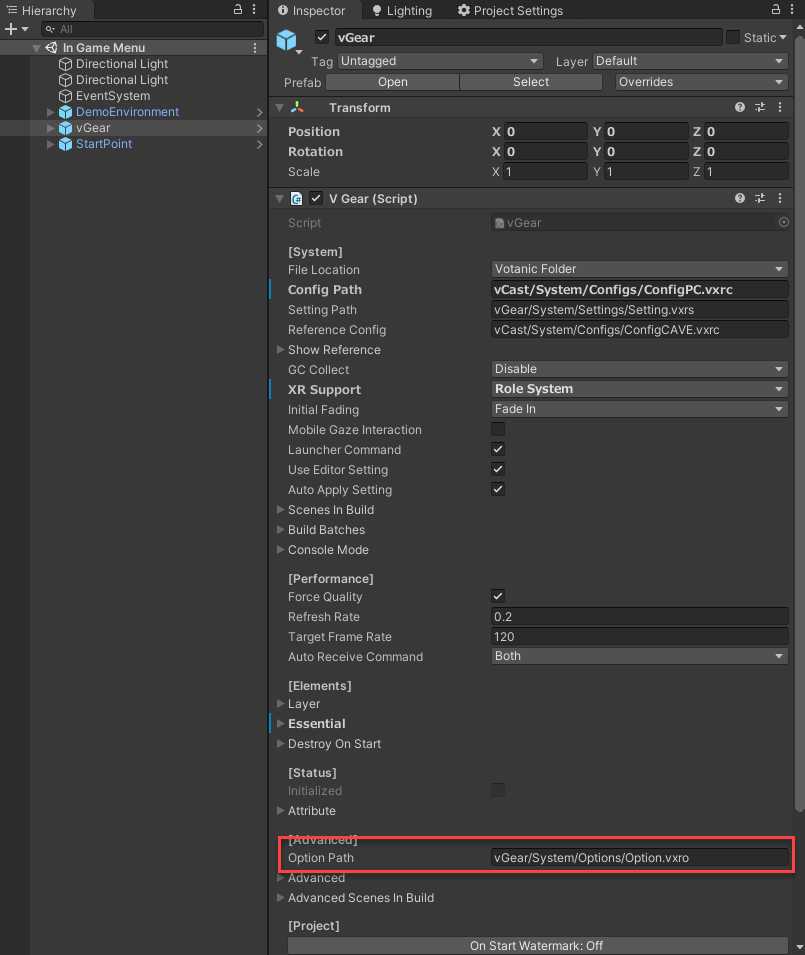 Hierarchy
All
In Game Menu
Directional Light
Directional Light
EventSystem
DemoEnvironment
vGear
StartPoint
Inspector Lighting Project Settings
vGear Static
Tag Untagged Layer Default
Prefab Open Select Overrides
Transform
Position X 0 Y 0 Z 0
Rotation X 0 Y 0 Z 0
Scale X 1 Y 1 Z 1
V Gear (Script)
Script vGear
[System]
File Location Votanic Folder
Config Path vCast/System/Configs/ConfigPC.vxrc
Setting Path vGear/System/Settings/Setting.vxrs
Reference Config vCast/System/Configs/ConfigCAVE.vxrc
Show Reference
GC Collect Disable
XR Support Role System
Initial Fading Fade In
Mobile Gaze Interaction
Launcher Command
Use Editor Setting
Auto Apply Setting
Scenes In Build
Build Batches
Console Mode
[Performance]
Force Quality
Refresh Rate 0.2
Target Frame Rate 120
Auto Receive Command Both
[Elements]
Layer
Essential
Destroy On Start
[Status]
Initialized
Attribute
[Advanced]
Option Path vGear/System/Options/Option.vxro
Advanced
Advanced Scenes In Build
[Project]
On Start Watermark: Off